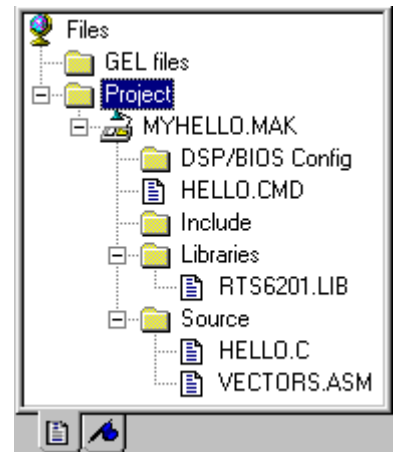 Files
GEL files
Project
MYHELLO.MAK
DSP/BIOS Config
HELLO.CMD
Include
Libraries
RTS6201.LIB
Source
HELLO.C
VECTORS.ASM